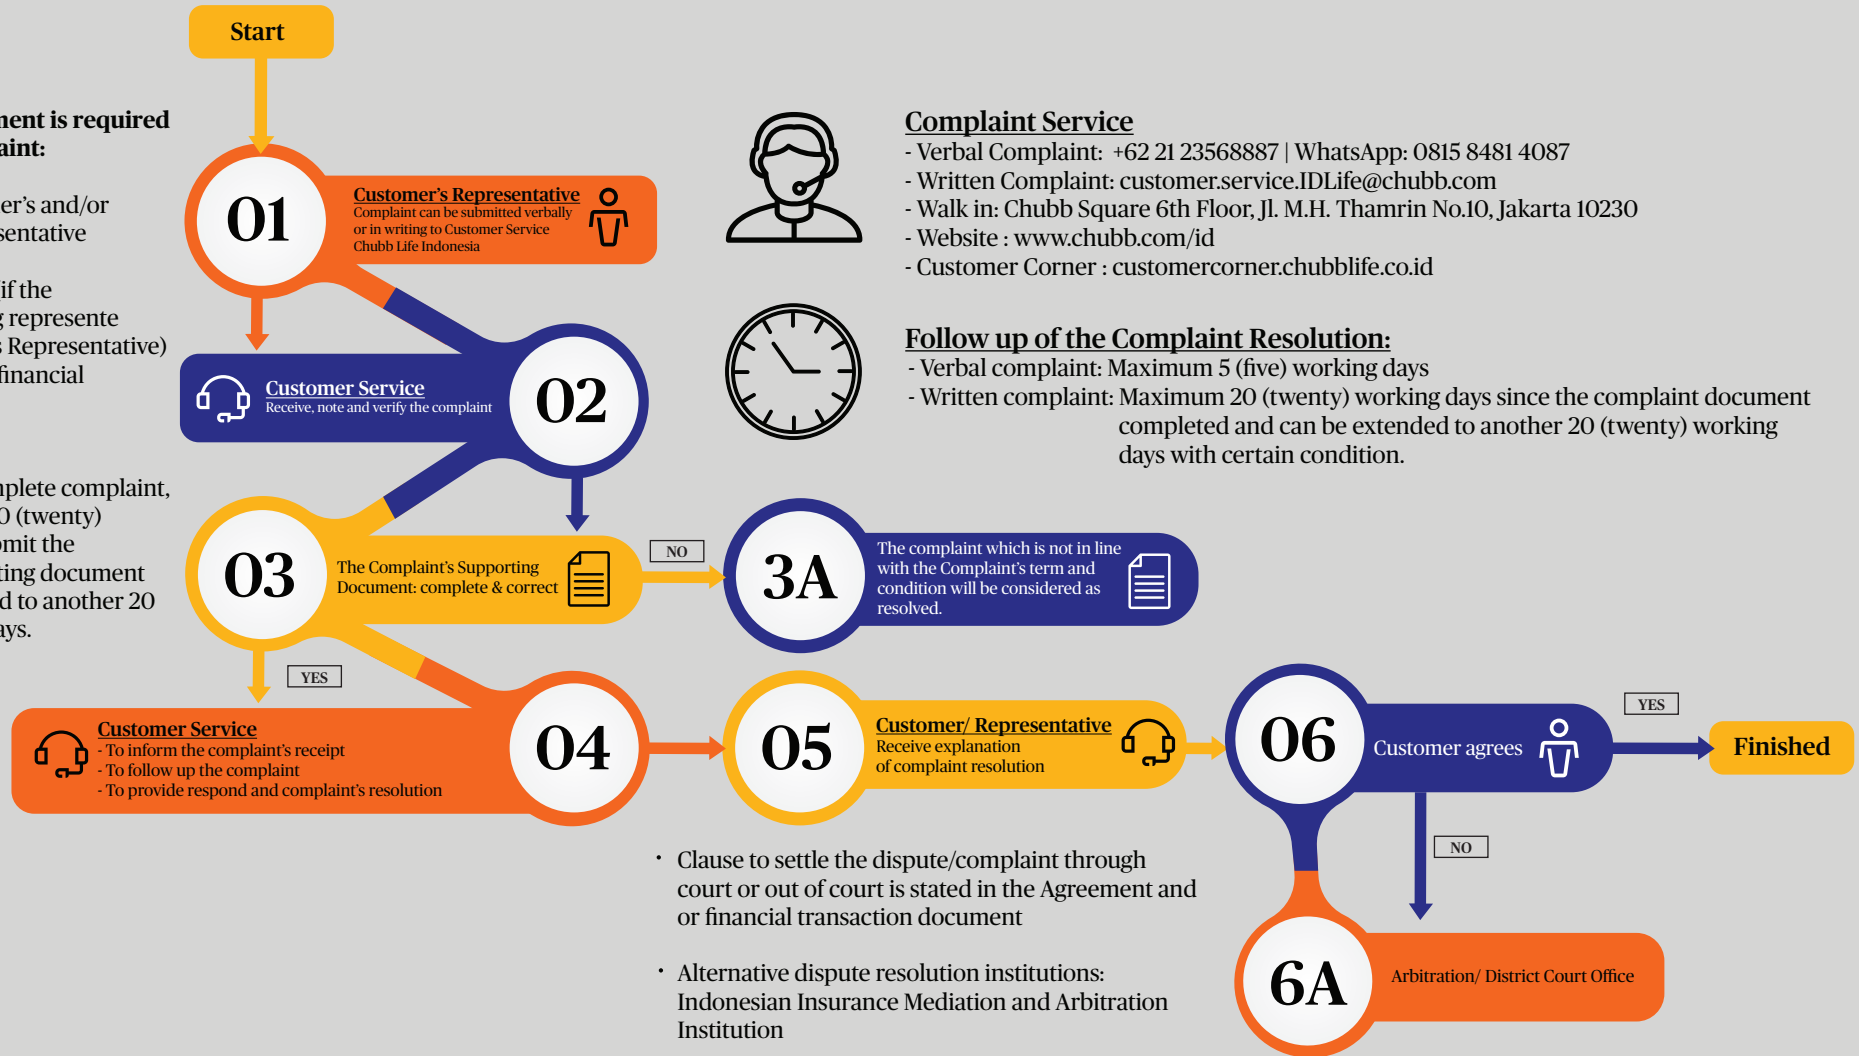 Start
ment is required
aint:
er's and/or
sentative
if the
g represente
s Representative)
financial
nplete complaint,
0 (twenty)
omit the
ting document
d to another 20
ays.
01
Customer's Representative
Complaint can be submitted verbally
or in writing to Customer Service
Chubb Life Indonesia
Complaint Service
- Verbal Complaint: +62 21 23568887 | WhatsApp: 0815 8481 4087
- Written Complaint: customer.service.IDLife@chubb.com
- Walk in: Chubb Square 6th Floor, Jl. M.H. Thamrin No.10, Jakarta 10230
- Website : www.chubb.com/id
- Customer Corner : customercorner.chubblife.co.id
Follow up of the Complaint Resolution:
- Verbal complaint: Maximum 5 (five) working days
- Written complaint: Maximum 20 (twenty) working days since the complaint document
completed and can be extended to another 20 (twenty) working
days with certain condition.
Customer Service
Receive, note and verify the complaint
02
03
The Complaint's Supporting
Document: complete & correct
NO
3A
The complaint which is not in line
with the Complaint's term and
condition will be considered as
resolved.
YES
Customer Service
- To inform the complaint's receipt
- To follow up the complaint
- To provide respond and complaint's resolution
04
05
Customer/ Representative
Receive explanation
of complaint resolution
06
Customer agrees
YES
Finished
NO
6A
Arbitration/ District Court Office
· Clause to settle the dispute/complaint through
court or out of court is stated in the Agreement and
or financial transaction document
· Alternative dispute resolution institutions:
Indonesian Insurance Mediation and Arbitration
Institution